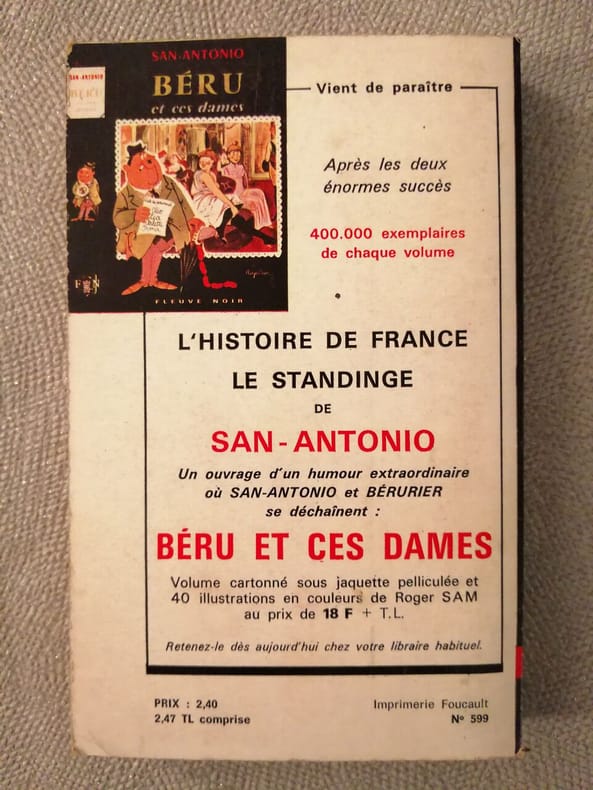 SAN-ANTONIO
BÉRU
et ces dames
SAN-ANTONIO
BÉRU
F N
FLEUVE NOIR
Vient de paraître
Après les deux
énormes succès
400.000 exemplaires
de chaque volume
L'HISTOIRE DE FRANCE
LE STANDINGE
DE
SAN-ANTONIO
Un ouvrage d'un humour extraordinaire
où SAN-ANTONIO et BÉRURIER
se déchaînent :
BÉRU ET CES DAMES
Volume cartonné sous jaquette pelliculée et
40 illustrations en couleurs de Roger SAM
au prix de 18 F + T.L.
Retenez-le dès aujourd'hui chez votre libraire habituel.
PRIX : 2,40
2,47 TL comprise
Imprimerie Foucault
N° 599